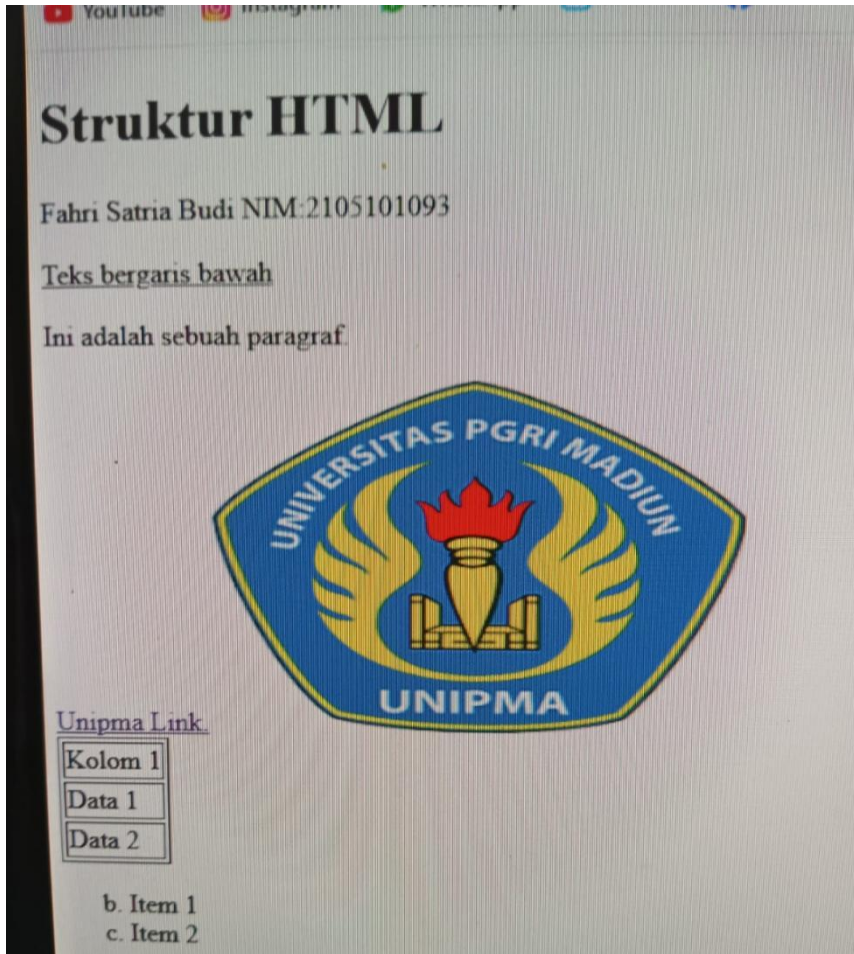 YouTube
Instagram
Struktur HTML
Fahri Satria Budi NIM:2105101093
Teks bergaris bawah
Ini adalah sebuah paragraf.
UNIVERSITAS PGRI MADIUN
UNIPMA
Unipma Link.
Kolom 1
Data 1
Data 2
b. Item 1
c. Item 2